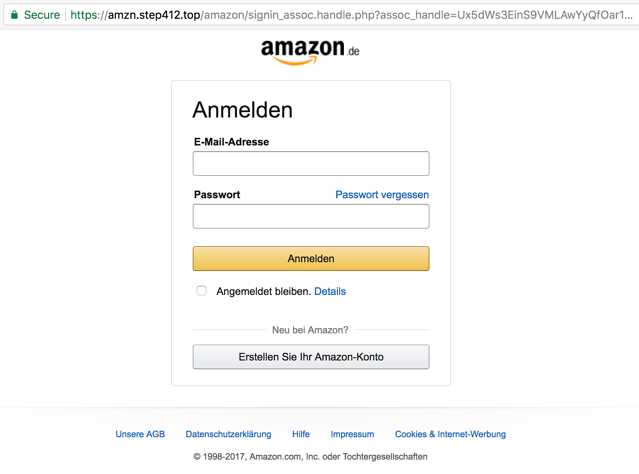 Secure https://amzn.step412.top/amazon/signin_assoc.handle.php?assoc_handle=Ux5dWs3EinS9VMLAwYyQfOar1...
amazon.de
Anmelden
E-Mail-Adresse
Passwort Passwort vergessen
Anmelden
Angemeldet bleiben. Details
Neu bei Amazon?
Erstellen Sie Ihr Amazon-Konto
Unsere AGB Datenschutzerklärung Hilfe Impressum Cookies & Internet-Werbung
© 1998-2017, Amazon.com, Inc. oder Tochtergesellschaften